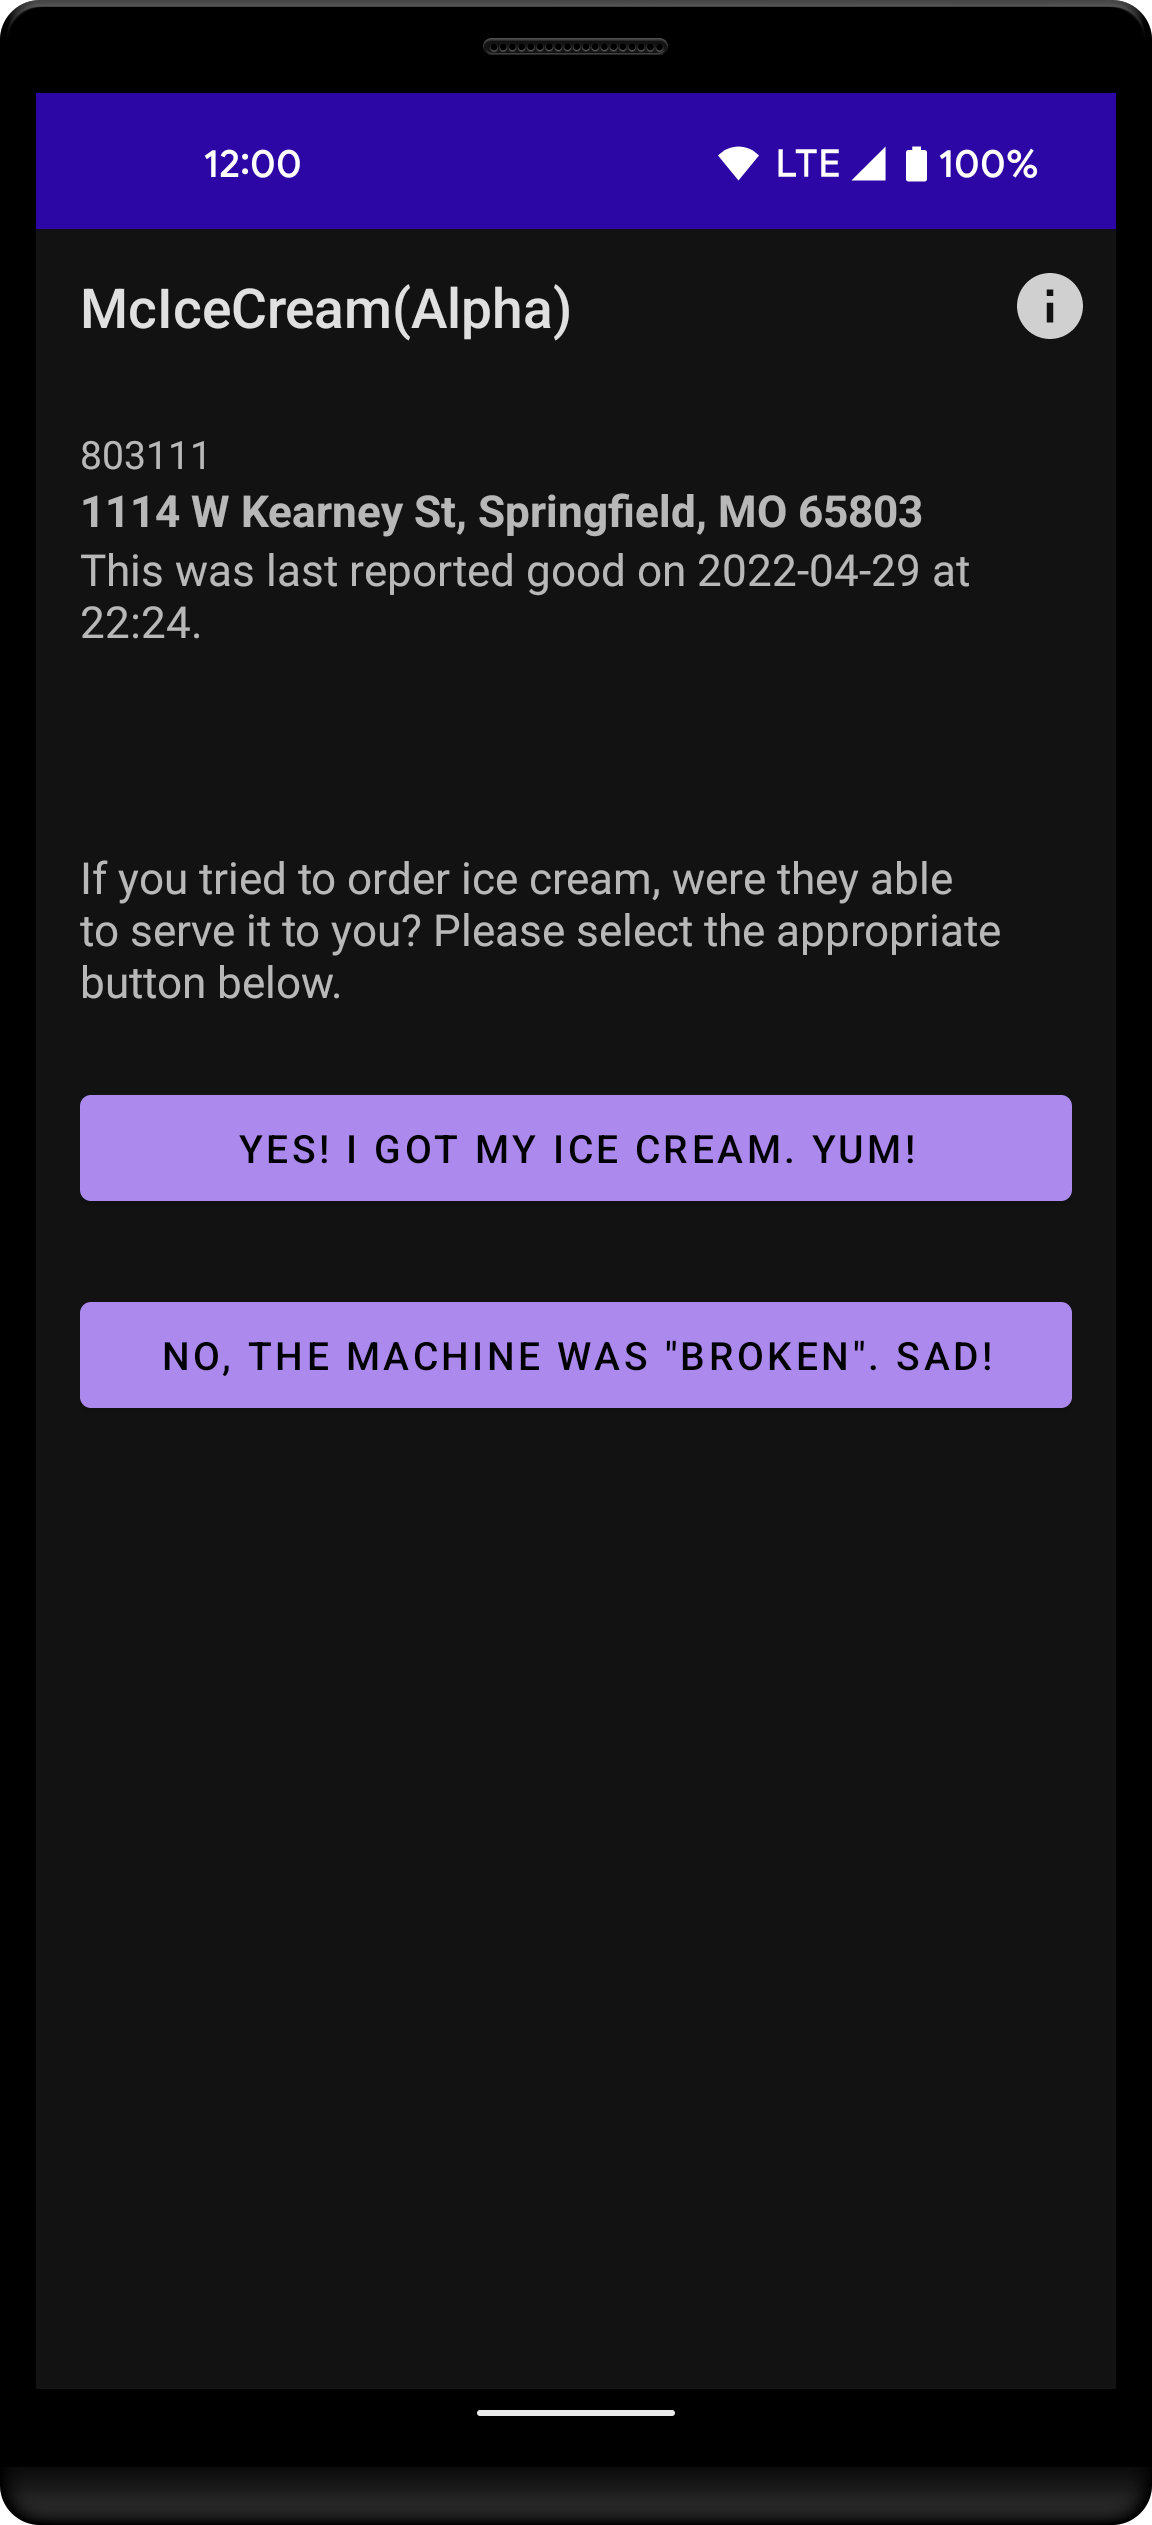 12:00 LTE 100%
McIceCream(Alpha)
803111
1114 W Kearney St, Springfield, MO 65803
This was last reported good on 2022-04-29 at
22:24.
If you tried to order ice cream, were they able
to serve it to you? Please select the appropriate
button below.
YES! I GOT MY ICE CREAM. YUM!
NO, THE MACHINE WAS "BROKEN". SAD!